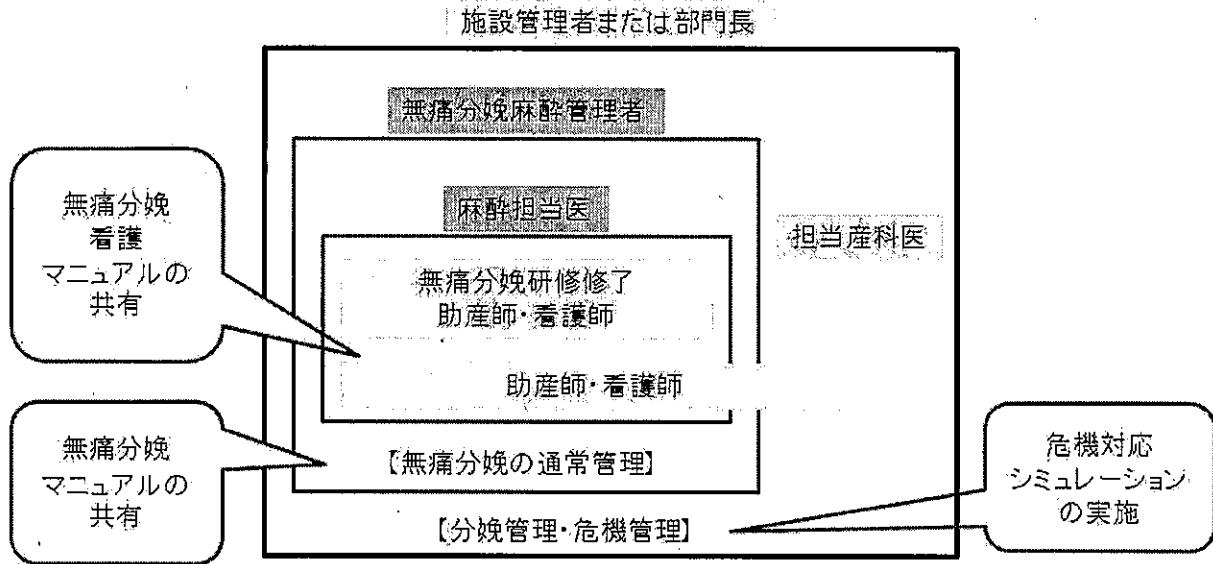 施設管理者または部門長
無痛分娩麻酔管理者
麻酔担当医
担当産科医
無痛分娩研修修了
助産師・看護師
助産師・看護師
【無痛分娩の通常管理】
【分娩管理・危機管理】
無痛分娩
看護
マニュアルの
共有
無痛分娩
マニュアルの
共有
危機対応
シミュレーション
の実施